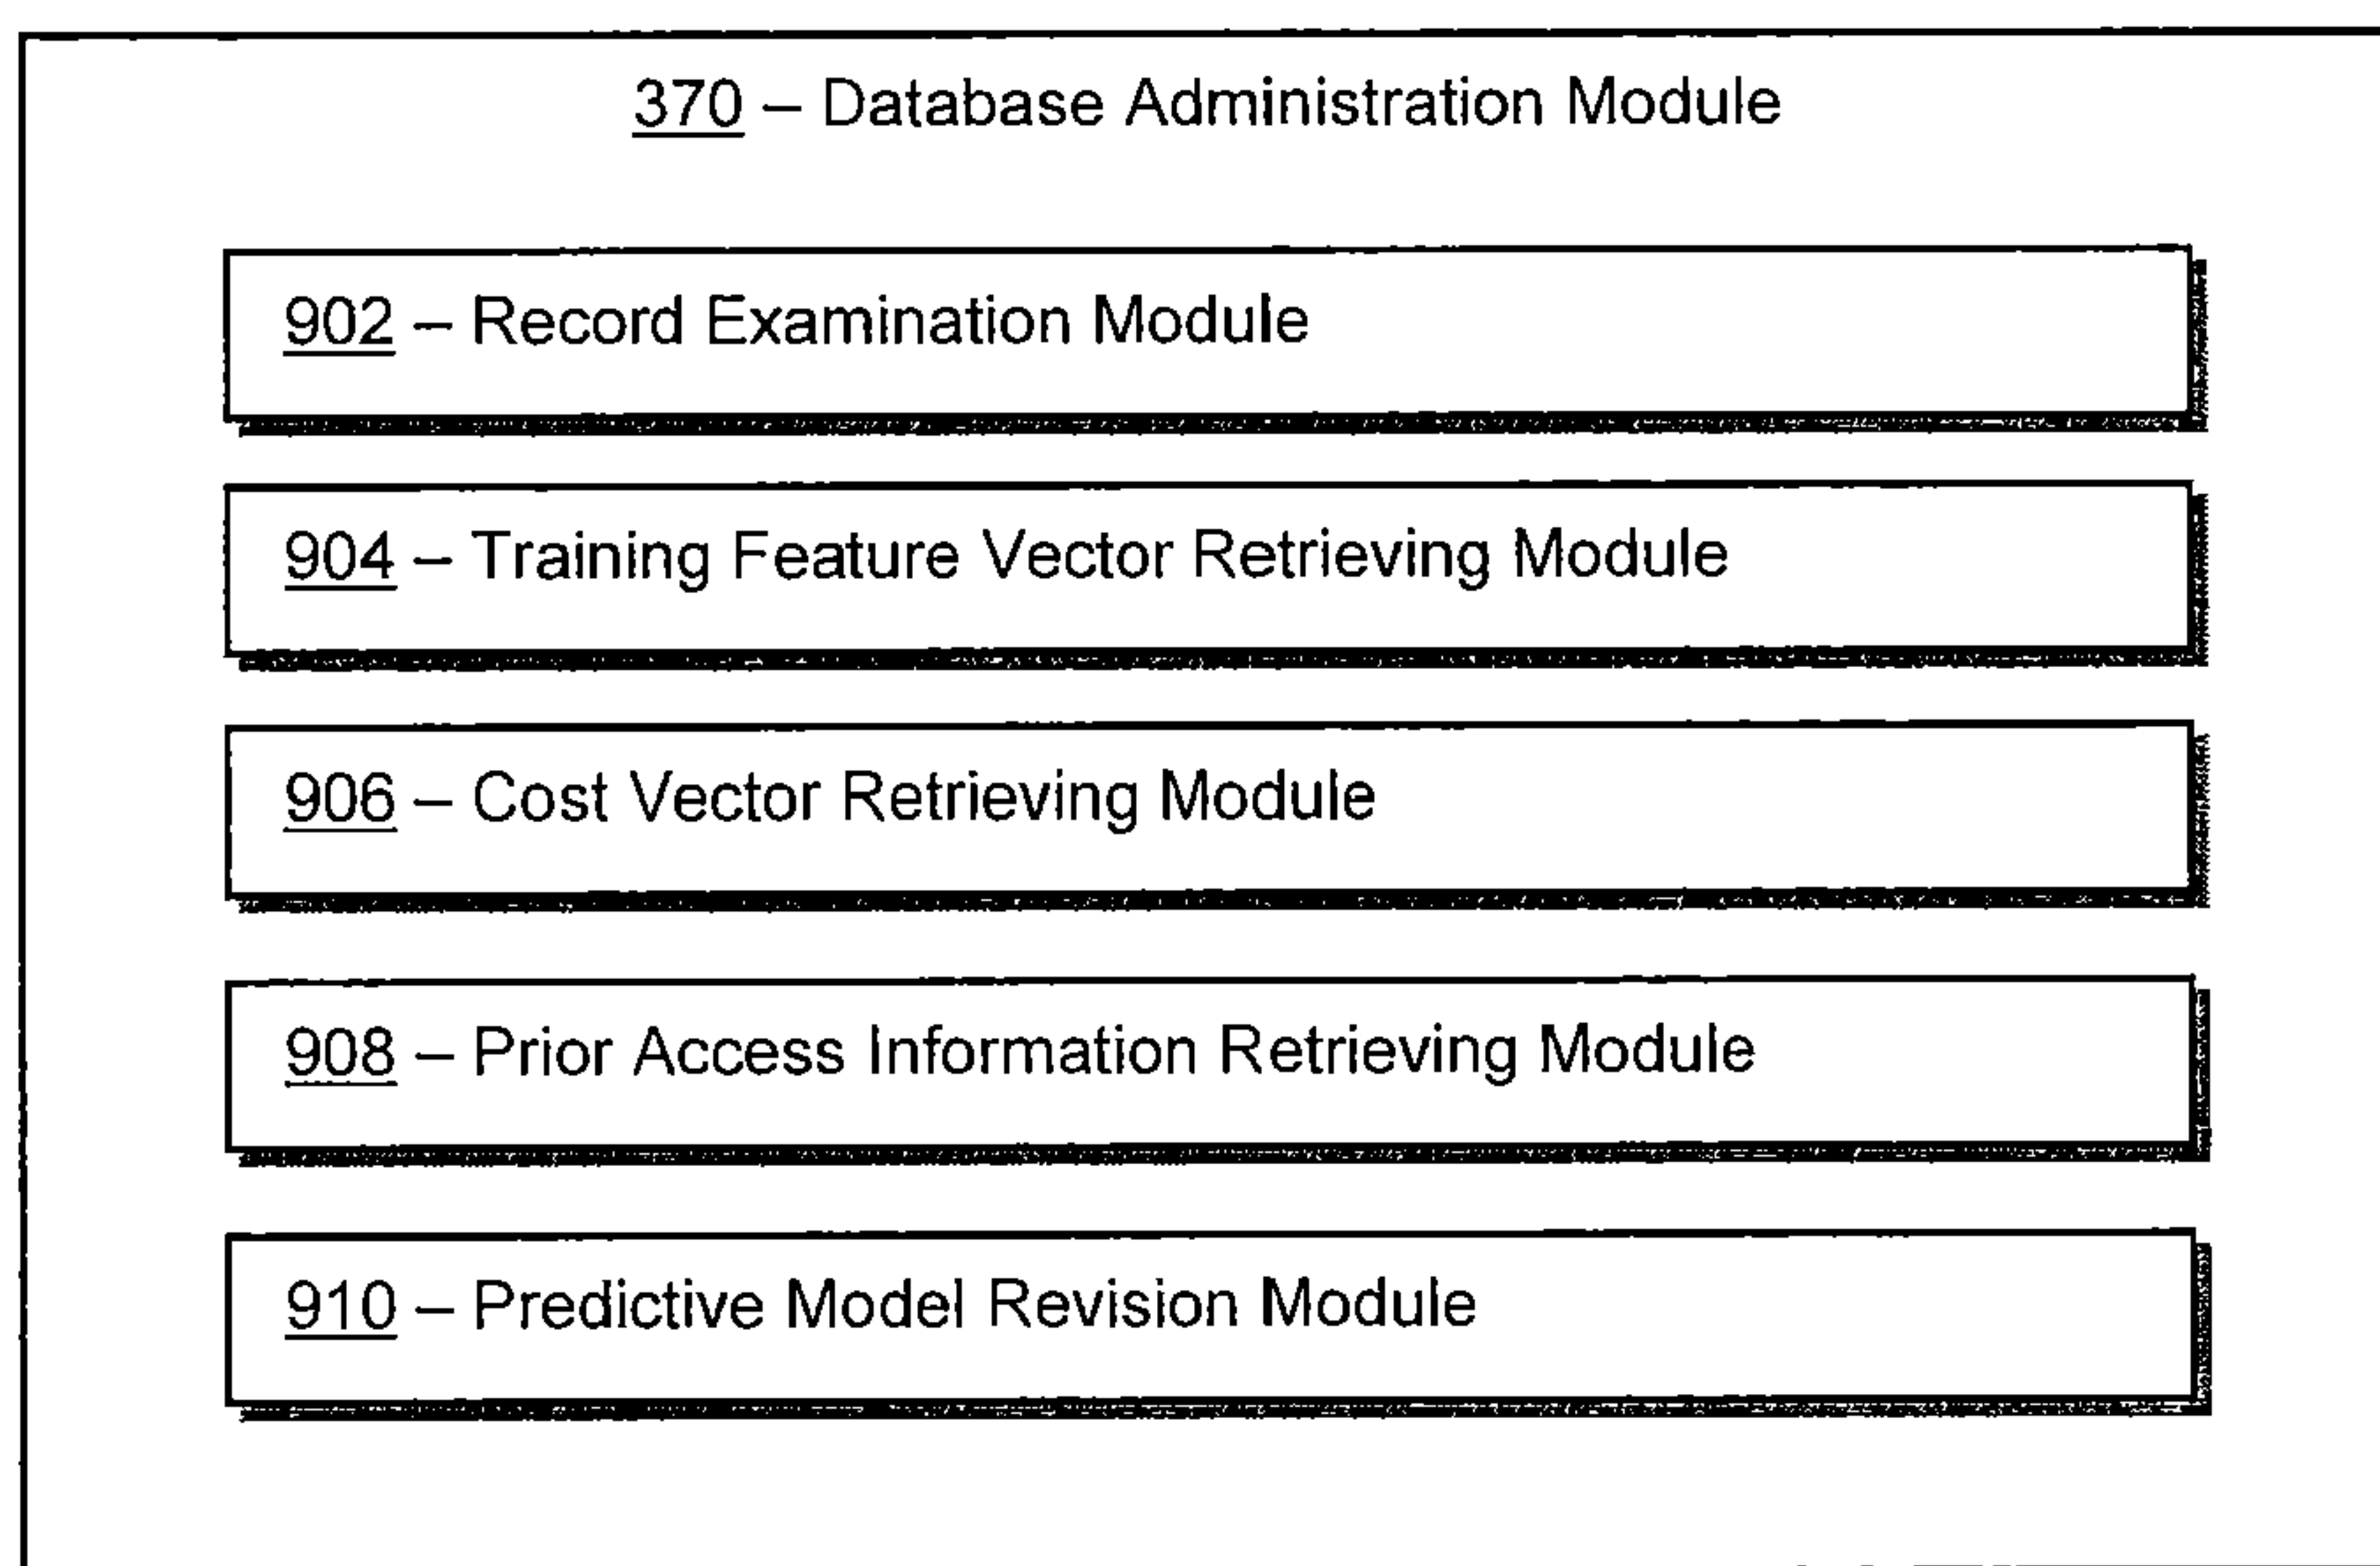 370 – Database Administration Module
902 – Record Examination Module
904 – Training Feature Vector Retrieving Module
906 – Cost Vector Retrieving Module
908 – Prior Access Information Retrieving Module
910 – Predictive Model Revision Module